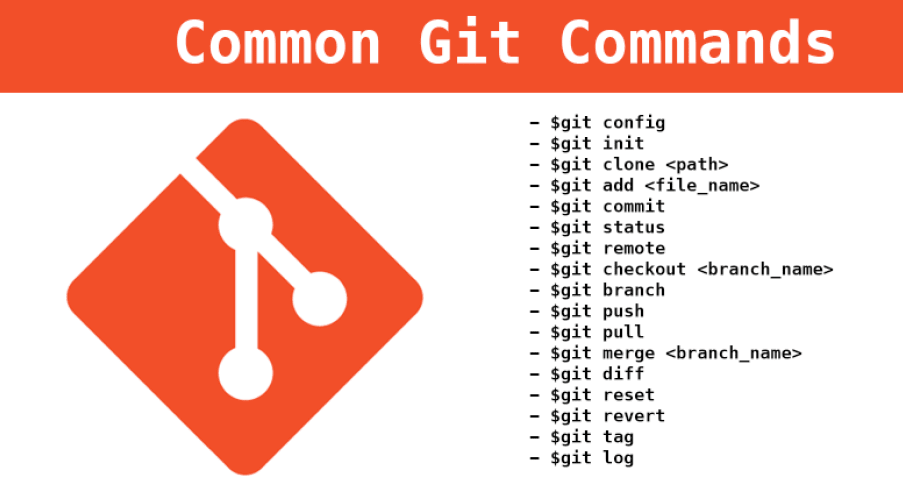 Common Git Commands
- $git config
- $git init
- $git clone <path>
- $git add <file_name>
- $git commit
- $git status
- $git remote
- $git checkout <branch_name>
- $git branch
- $git push
- $git pull
- $git merge <branch_name>
- $git diff
- $git reset
- $git revert
- $git tag
- $git log